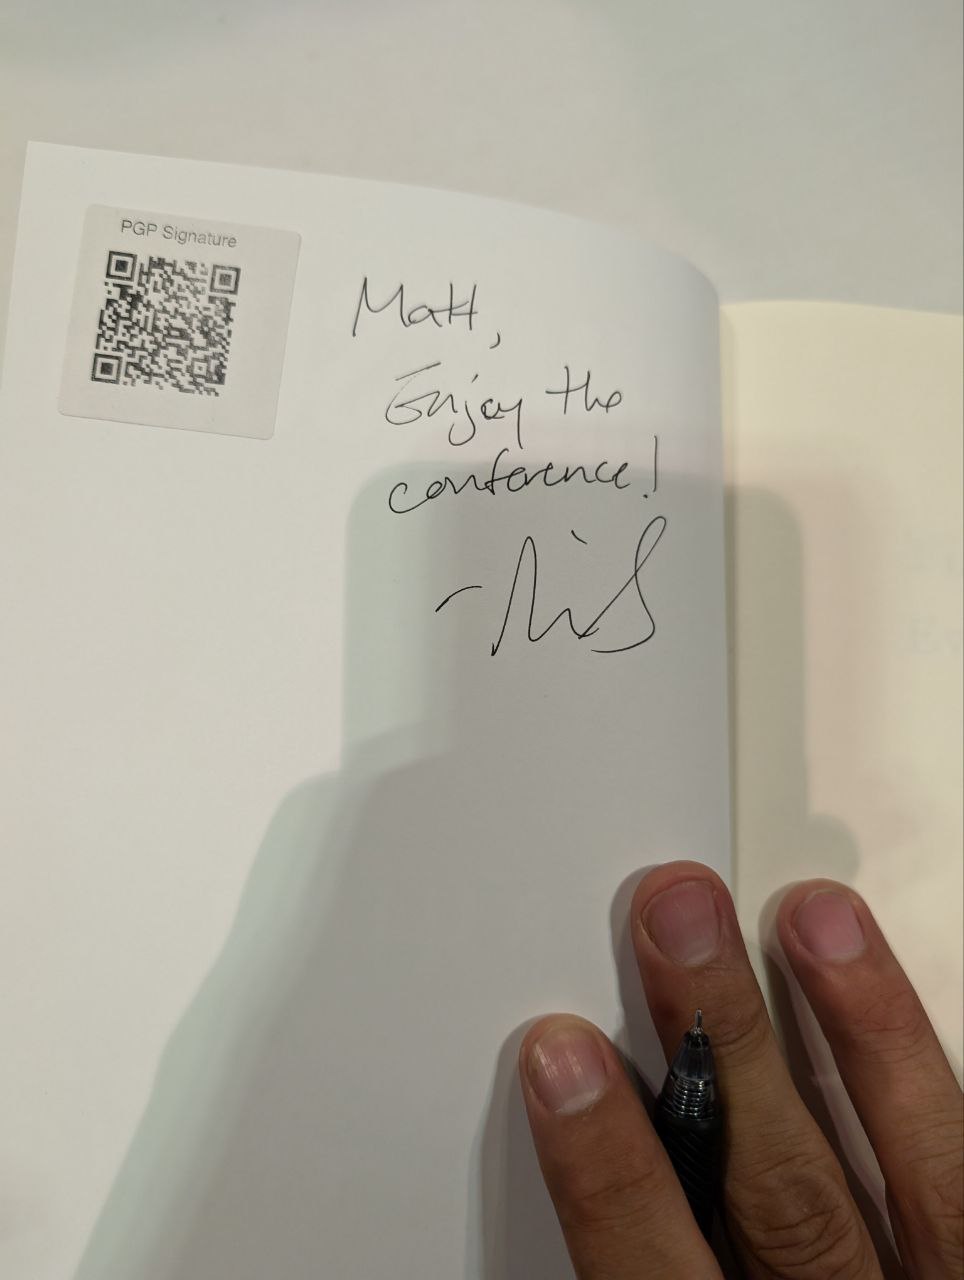 PGP Signature
Matt,
Enjoy the
conference!